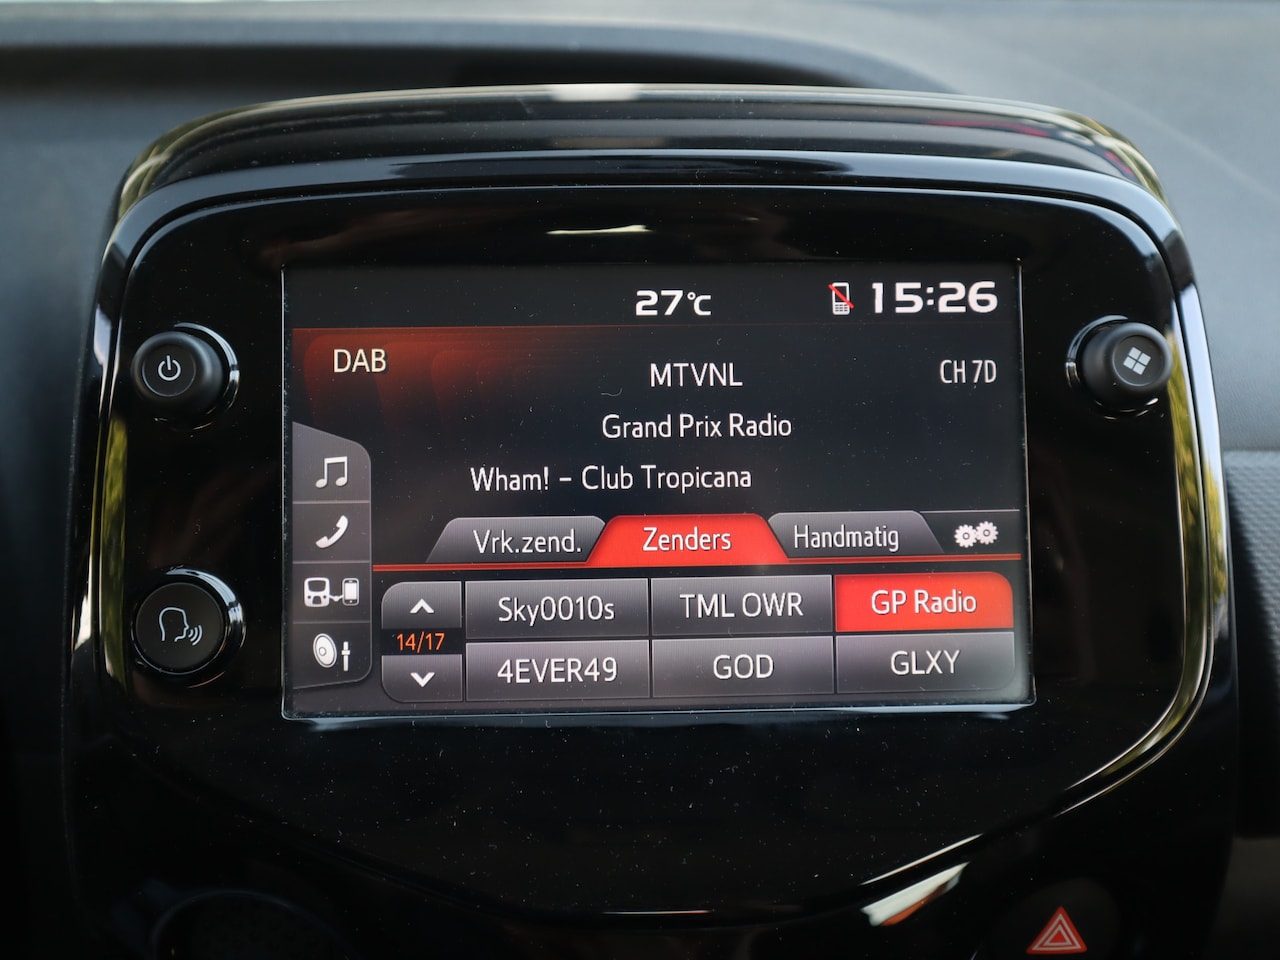 27°C 15:26
DAB
MTVNL CH 7D
Grand Prix Radio
Wham! - Club Tropicana
Vrk.zend. Zenders Handmatig
Sky0010s TML OWR GP Radio
14/17
4EVER49 GOD GLXY